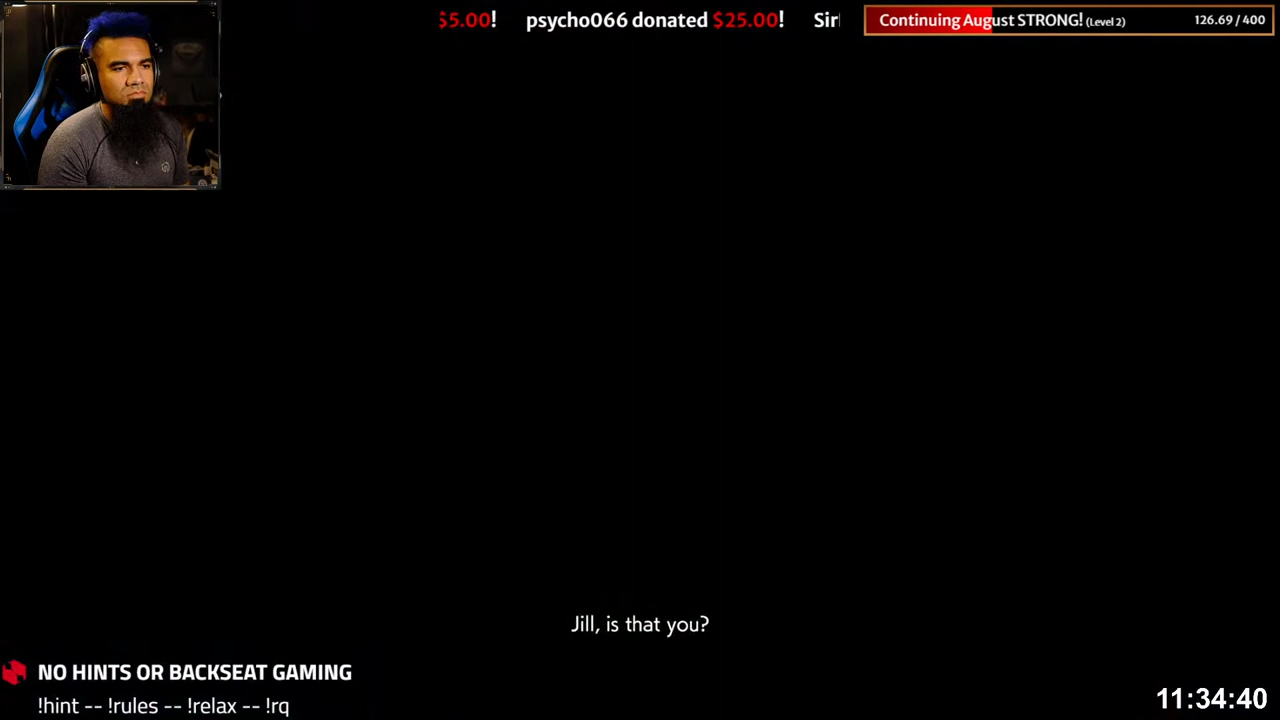 $5.00! psycho066 donated $25.00! Sir
Continuing August STRONG! (Level 2) 126.69 / 400
Jill, is that you?
NO HINTS OR BACKSEAT GAMING
!hint -- !rules -- !relax -- !rq
11:34:40